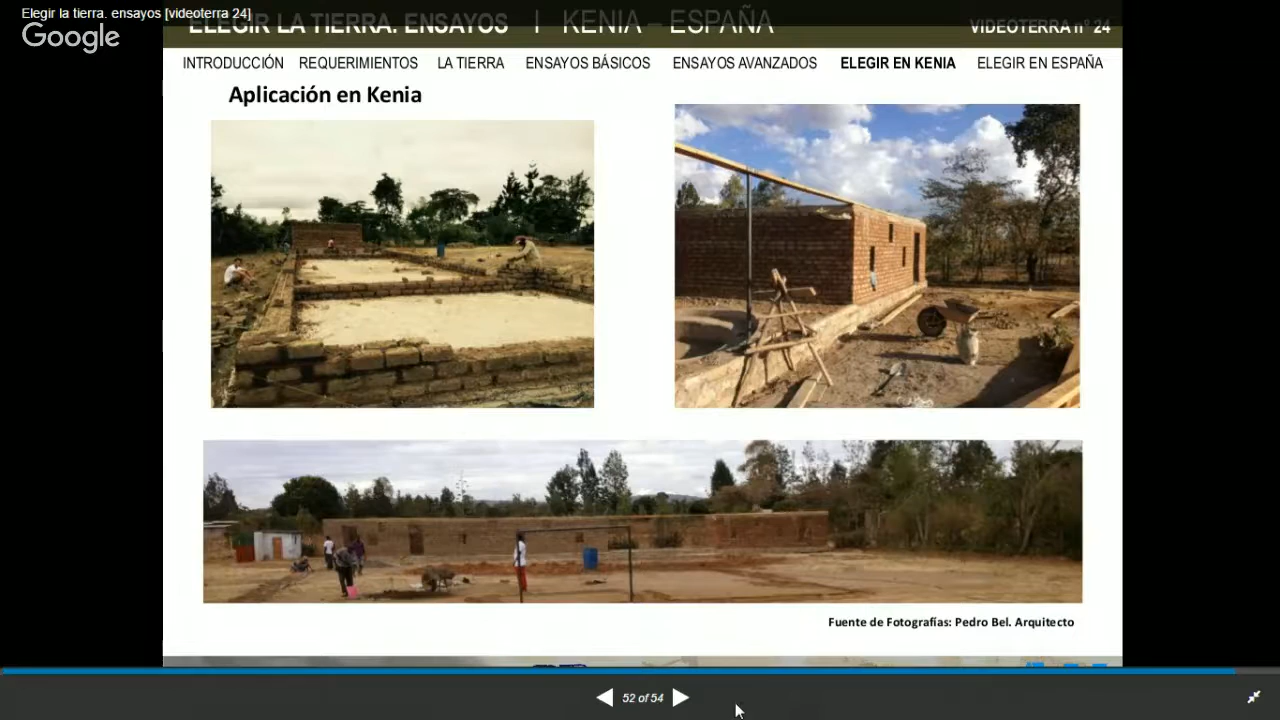 Elegir la tierra. ensayos [videoterra 24]
Google
ELEGIR LA TIERRA. ENSAYOS | KENIA – ESPAÑA
VIDEOTERRA nº 24
INTRODUCCIÓN REQUERIMIENTOS LA TIERRA ENSAYOS BÁSICOS ENSAYOS AVANZADOS ELEGIR EN KENIA ELEGIR EN ESPAÑA
Aplicación en Kenia
Fuente de Fotografías: Pedro Bel. Arquitecto
52 of 54